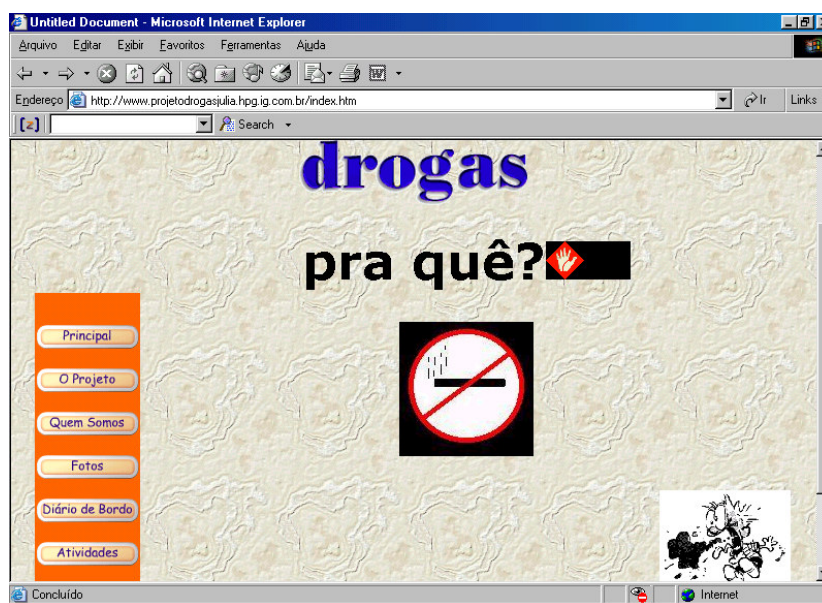 Untitled Document - Microsoft Internet Explorer
Arquivo Editar Exibir Favoritos Ferramentas Ajuda
Endereço http://www.projetodrogasjulia.hpg.ig.com.br/index.htm Ir Links
[z] Search
drogas
pra quê?
Principal
O Projeto
Quem Somos
Fotos
Diário de Bordo
Atividades
Concluído Internet